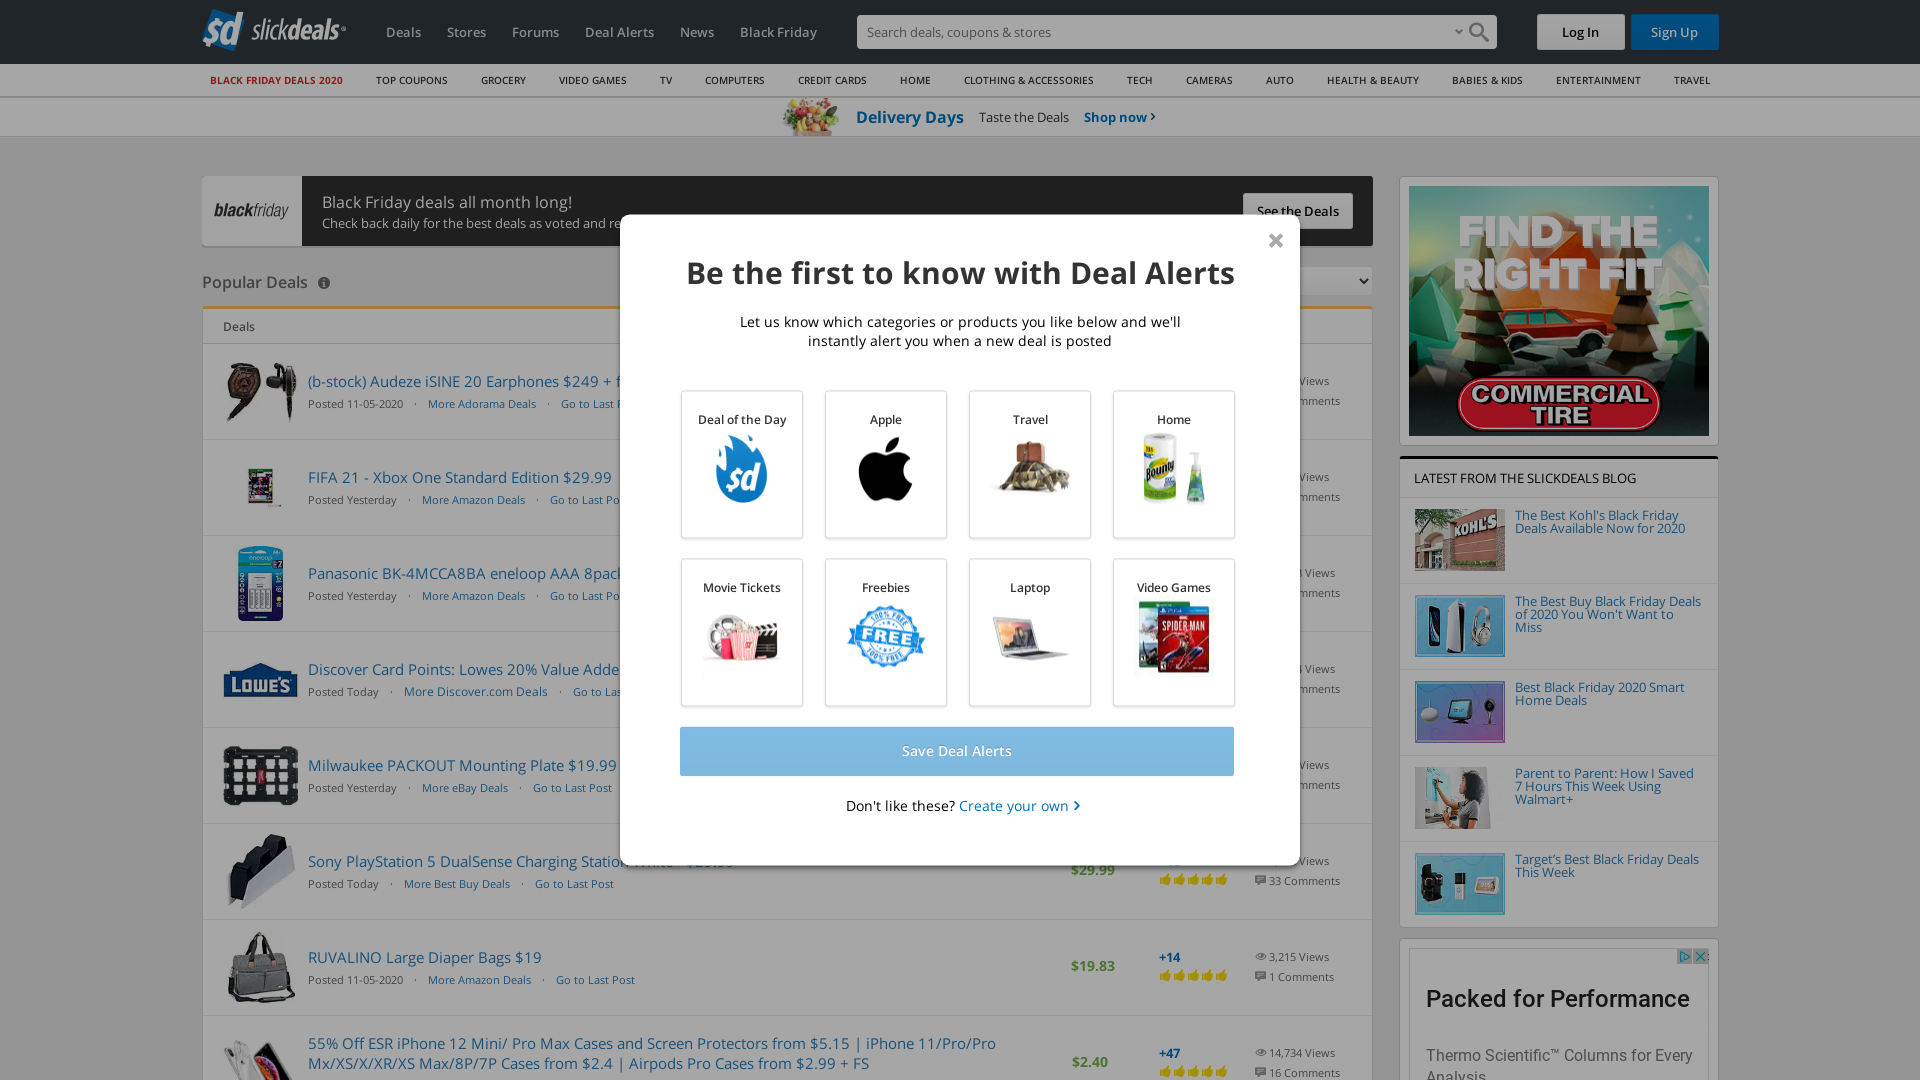 slickdeals
Deals
Stores
Forums
Deal Alerts
News
Black Friday
Search deals, coupons & stores
Log In
Sign Up
BLACK FRIDAY DEALS 2020
TOP COUPONS
GROCERY
VIDEO GAMES
TV
COMPUTERS
CREDIT CARDS
HOME
CLOTHING & ACCESSORIES
TECH
CAMERAS
AUTO
HEALTH & BEAUTY
BABIES & KIDS
ENTERTAINMENT
TRAVEL
Delivery Days Taste the Deals Shop now
blackfriday
Black Friday deals all month long!
Check back daily for the best deals as voted and re
See the Deals
Popular Deals
Deals
(b-stock) Audeze iSINE 20 Earphones $249 + f
Posted 11-05-2020 · More Adorama Deals · Go to Last
Views
FIFA 21 - Xbox One Standard Edition $29.99
Posted Yesterday · More Amazon Deals · Go to Last Po
Views
Panasonic BK-4MCCA8BA eneloop AAA 8pack
Posted Yesterday · More Amazon Deals · Go to Last Po
Views
LOWE'S
Discover Card Points: Lowes 20% Value Adde
Posted Today · More Discover.com Deals · Go to Las
Views
Milwaukee PACKOUT Mounting Plate $19.99
Posted Yesterday · More eBay Deals · Go to Last Post
Views
Sony PlayStation 5 DualSense Charging Station
Posted Today · More Best Buy Deals · Go to Last Post
$29.99
Views
33 Comments
RUVALINO Large Diaper Bags $19
Posted 11-05-2020 · More Amazon Deals · Go to Last Post
$19.83
+14
3,215 Views
1 Comments
55% Off ESR iPhone 12 Mini/ Pro Max Cases and Screen Protectors from $5.15 | iPhone 11/Pro/Pro
Mx/XS/X/XR/XS Max/8P/7P Cases from $2.4 | Airpods Pro Cases from $2.99 + FS
$2.40
+47
14,734 Views
16 Comments
Be the first to know with Deal Alerts
Let us know which categories or products you like below and we'll
instantly alert you when a new deal is posted
Deal of the Day
sd
Apple
Travel
Home
Bounty
Movie Tickets
Freebies
100% FREE
FREE
100% FREE
Laptop
Video Games
SPIDER-MAN
Save Deal Alerts
Don't like these? Create your own
FIND THE
RIGHT FIT
COMMERCIAL
TIRE
LATEST FROM THE SLICKDEALS BLOG
KOHL'S
The Best Kohl's Black Friday
Deals Available Now for 2020
The Best Buy Black Friday Deals
of 2020 You Won't Want to
Miss
Best Black Friday 2020 Smart
Home Deals
Parent to Parent: How I Saved
7 Hours This Week Using
Walmart+
Target's Best Black Friday Deals
This Week
Packed for Performance
Thermo Scientific™ Columns for Every
Analysis